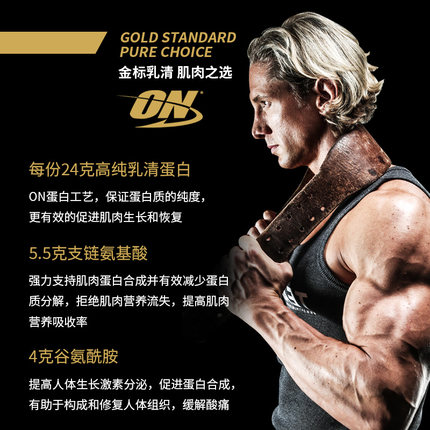 GOLD STANDARD
PURE CHOICE
金标乳清 肌肉之选
ON
每份24克高纯乳清蛋白
ON蛋白工艺，保证蛋白质的纯度，
更有效的促进肌肉生长和恢复
5.5克支链氨基酸
强力支持肌肉蛋白合成并有效减少蛋白
质分解，拒绝肌肉营养流失，提高肌肉
营养吸收率
4克谷氨酰胺
提高人体生长激素分泌，促进蛋白合成，
有助于构成和修复人体组织，缓解酸痛